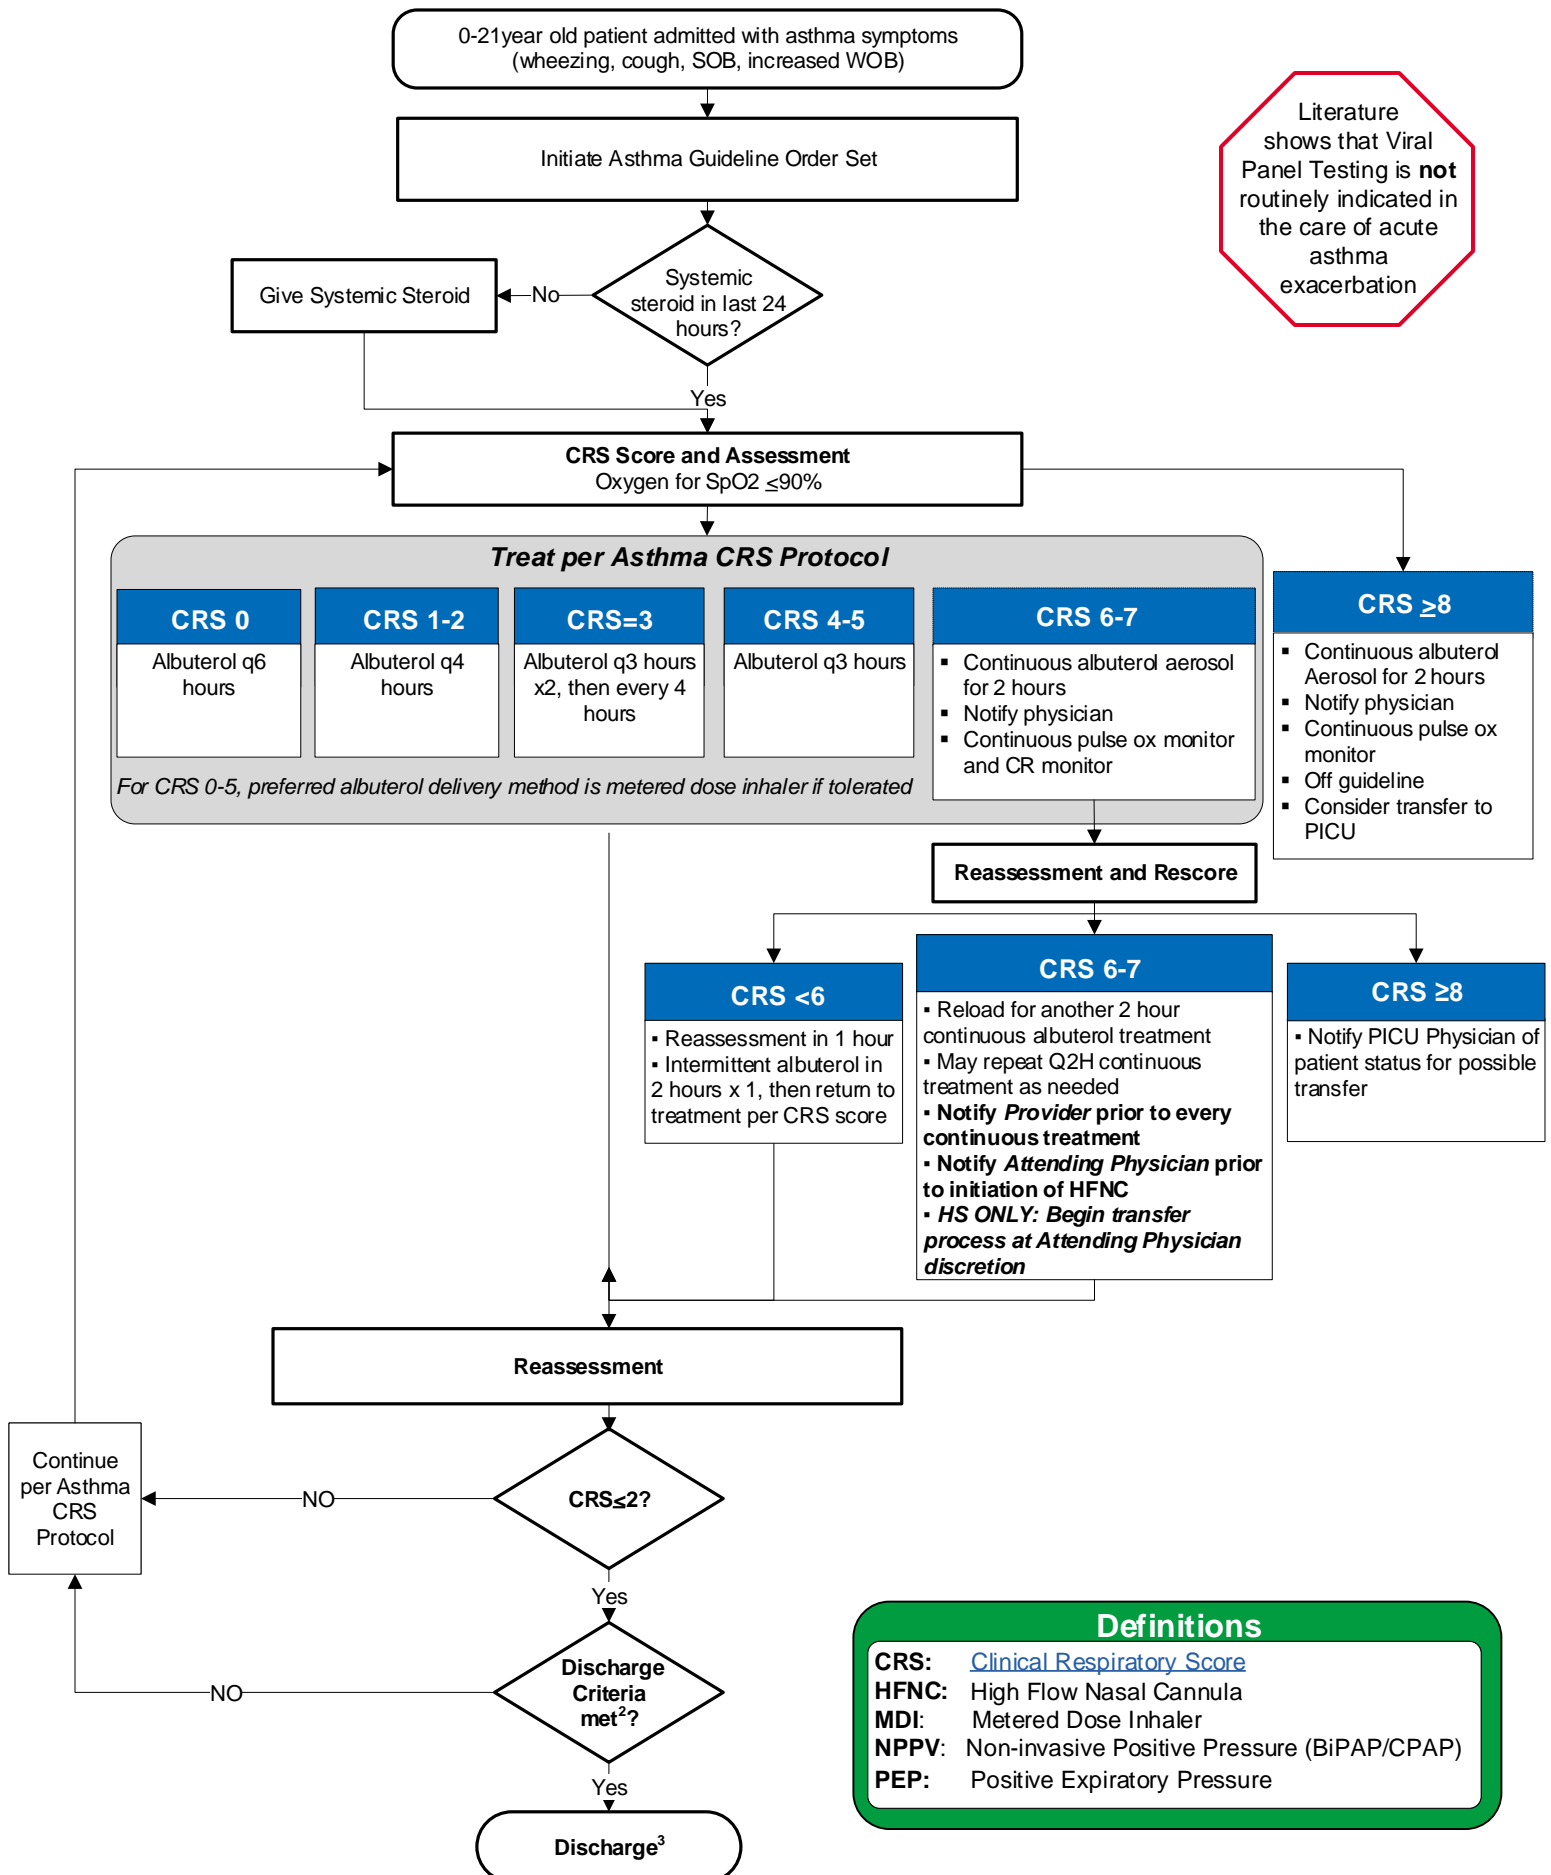 0-21year old patient admitted with asthma symptoms
(wheezing, cough, SOB, increased WOB)
Literature
shows that Viral
Panel Testing is not
routinely indicated in
the care of acute
asthma
exacerbation
Initiate Asthma Guideline Order Set
Systemic
steroid in last 24
hours?
No
Give Systemic Steroid
Yes
CRS Score and Assessment
Oxygen for SpO2 ≤90%
Treat per Asthma CRS Protocol
CRS 0
Albuterol q6
hours
CRS 1-2
Albuterol q4
hours
CRS=3
Albuterol q3 hours
x2, then every 4
hours
CRS 4-5
Albuterol q3 hours
CRS 6-7
▪ Continuous albuterol aerosol
for 2 hours
▪ Notify physician
▪ Continuous pulse ox monitor
and CR monitor
For CRS 0-5, preferred albuterol delivery method is metered dose inhaler if tolerated
CRS ≥8
▪ Continuous albuterol
Aerosol for 2 hours
▪ Notify physician
▪ Continuous pulse ox
monitor
▪ Off guideline
▪ Consider transfer to
PICU
Reassessment and Rescore
CRS <6
▪ Reassessment in 1 hour
▪ Intermittent albuterol in
2 hours x 1, then return to
treatment per CRS score
CRS 6-7
▪ Reload for another 2 hour
continuous albuterol treatment
▪ May repeat Q2H continuous
treatment as needed
▪ Notify Provider prior to every
continuous treatment
▪ Notify Attending Physician prior
to initiation of HFNC
▪ HS ONLY: Begin transfer
process at Attending Physician
discretion
CRS ≥8
▪ Notify PICU Physician of
patient status for possible
transfer
Reassessment
CRS≤2?
NO
Continue
per Asthma
CRS
Protocol
Yes
Discharge
Criteria
met²?
NO
Yes
Discharge³
Definitions
CRS: Clinical Respiratory Score
HFNC: High Flow Nasal Cannula
MDI: Metered Dose Inhaler
NPPV: Non-invasive Positive Pressure (BiPAP/CPAP)
PEP: Positive Expiratory Pressure